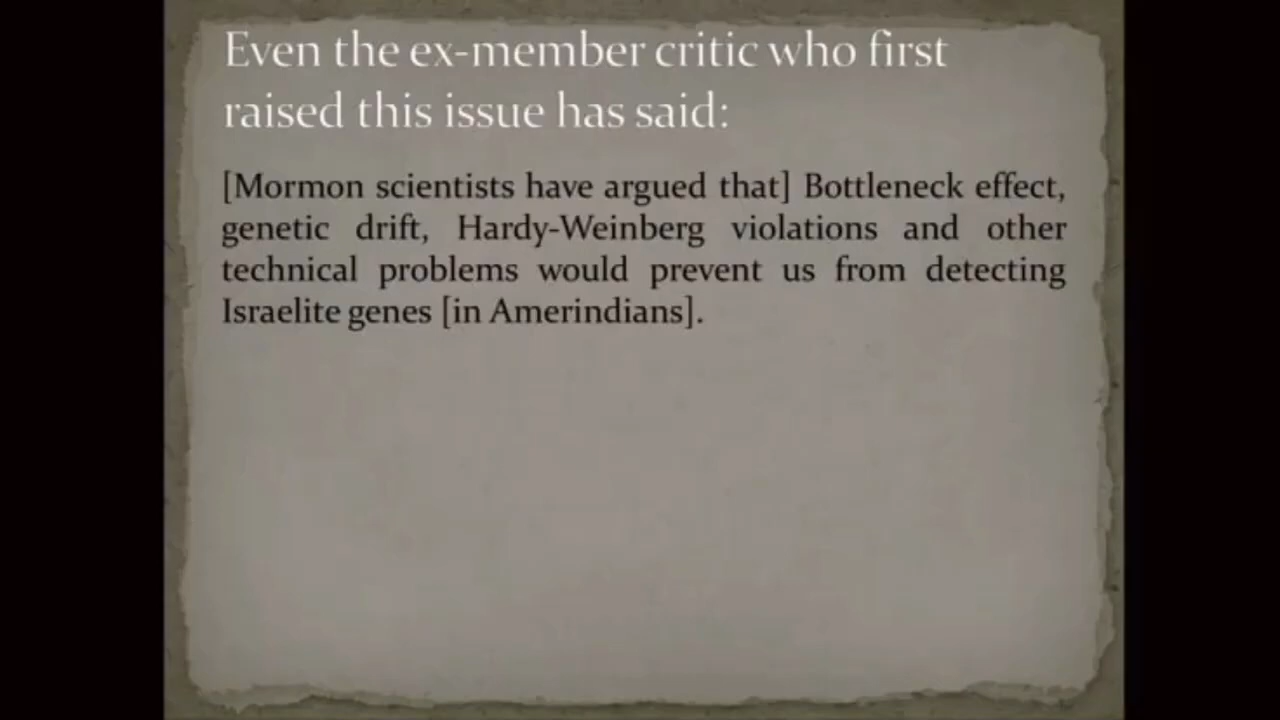 Even the ex-member critic who first
raised this issue has said:
[Mormon scientists have argued that] Bottleneck effect,
genetic drift, Hardy-Weinberg violations and other
technical problems would prevent us from detecting
Israelite genes [in Amerindians].